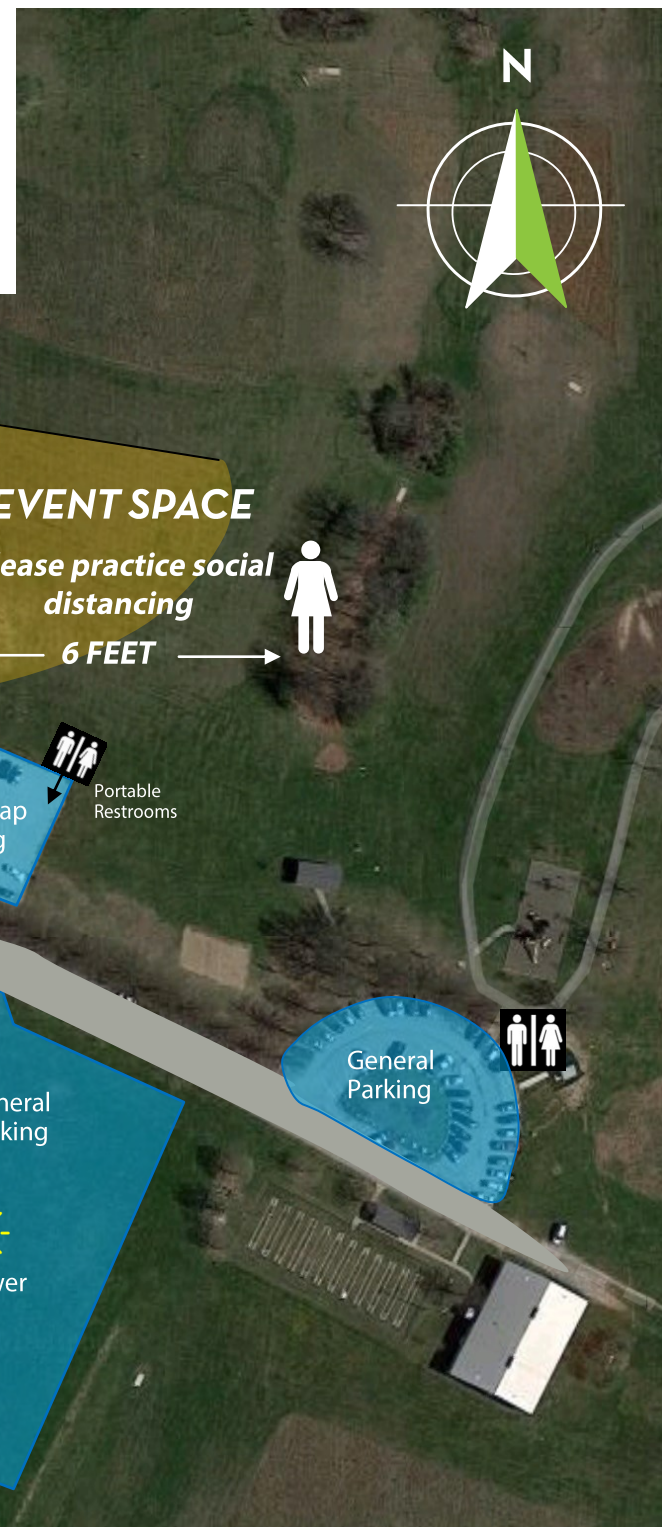 N
EVENT SPACE
ease practice social
distancing
6 FEET
Portable
Restrooms
ap
g
General
Parking
neral
king
ver